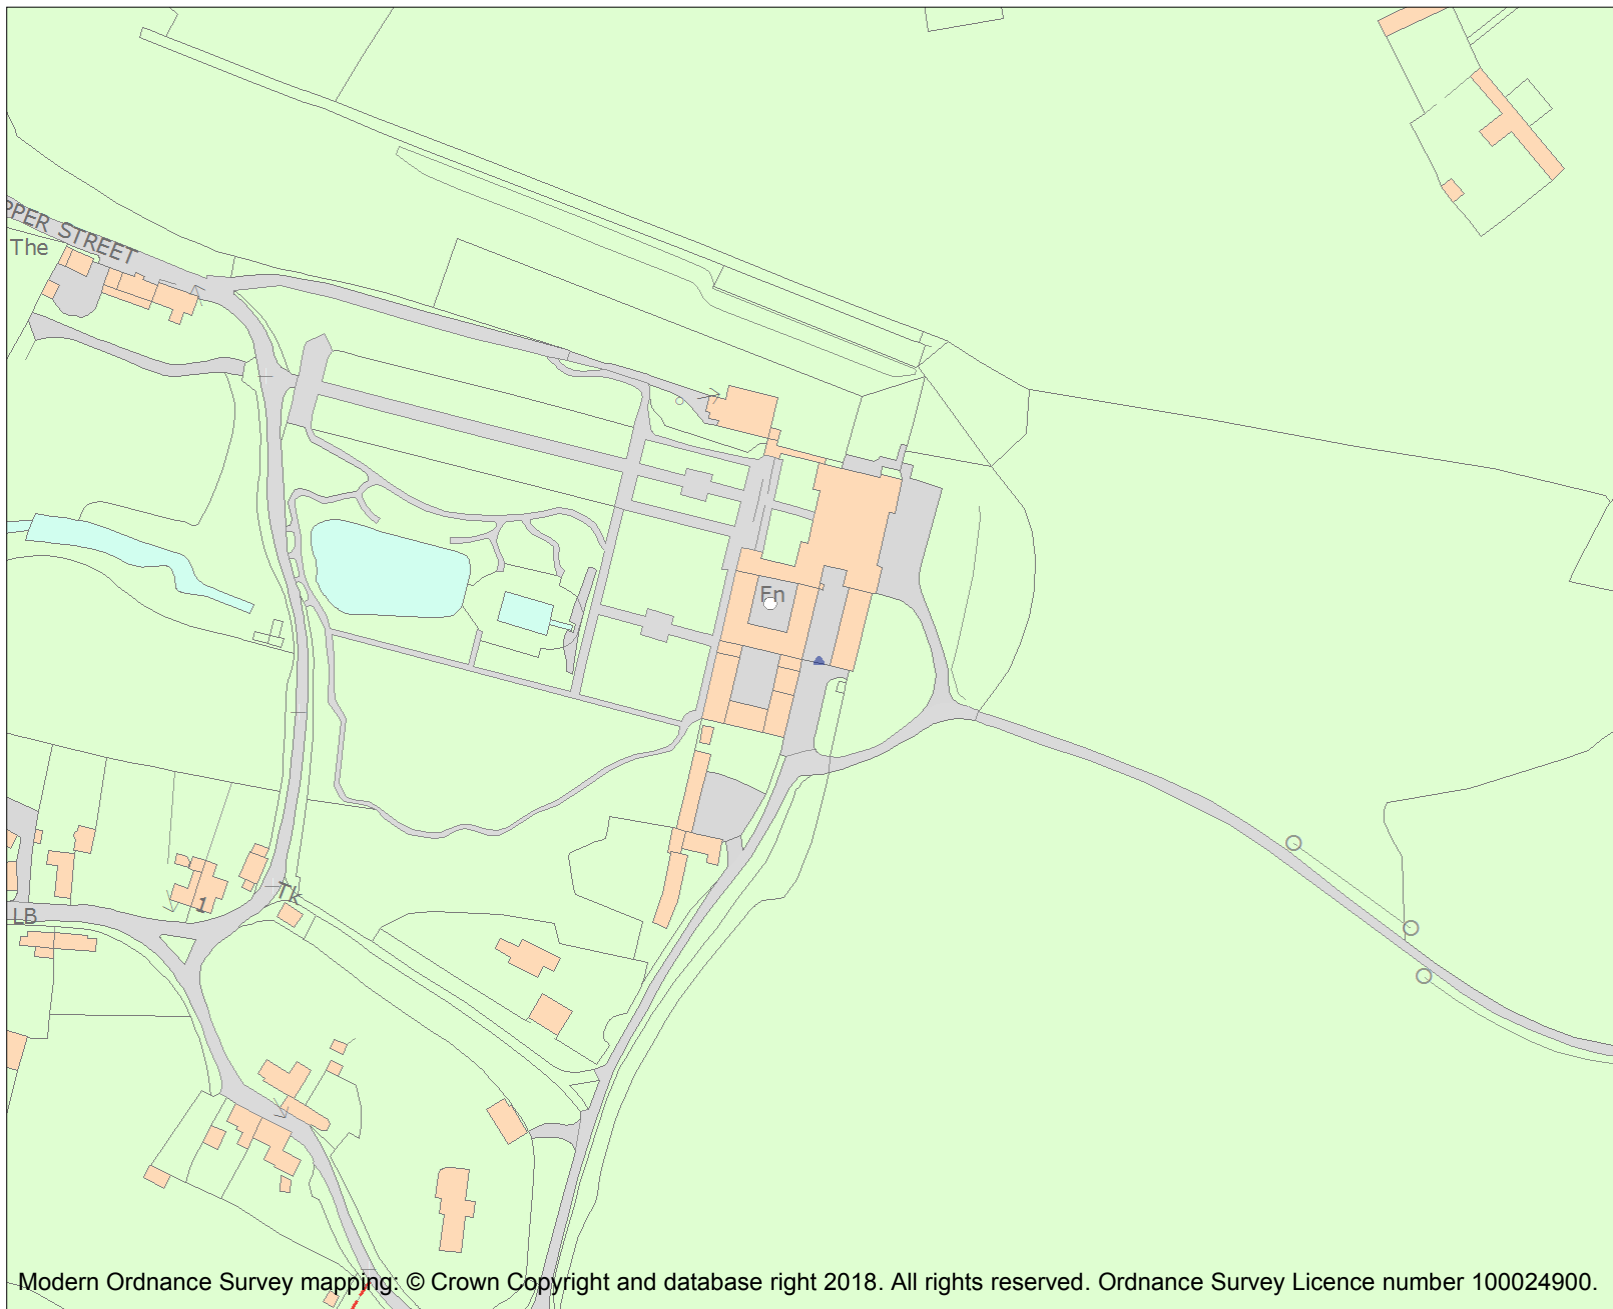 PPER STREET
The
Fn
Tk
1
LB
Modern Ordnance Survey mapping: © Crown Copyright and database right 2018. All rights reserved. Ordnance Survey Licence number 100024900.